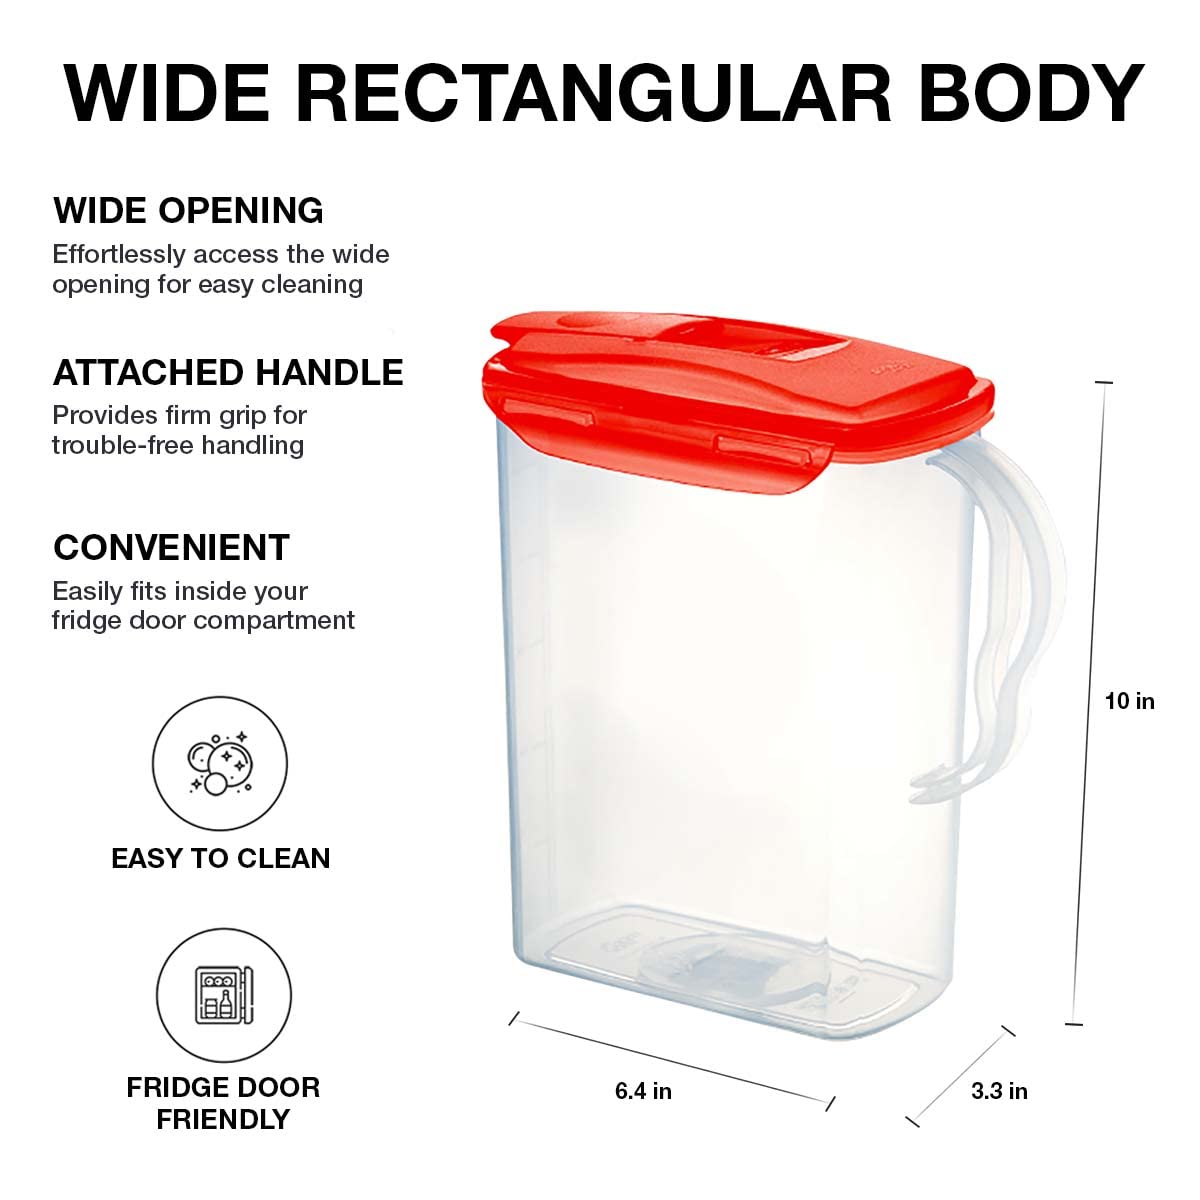 WIDE RECTANGULAR BODY
WIDE OPENING
Effortlessly access the wide
opening for easy cleaning
ATTACHED HANDLE
Provides firm grip for
trouble-free handling
CONVENIENT
Easily fits inside your
fridge door compartment
EASY TO CLEAN
FRIDGE DOOR
FRIENDLY
10 in
6.4 in
3.3 in